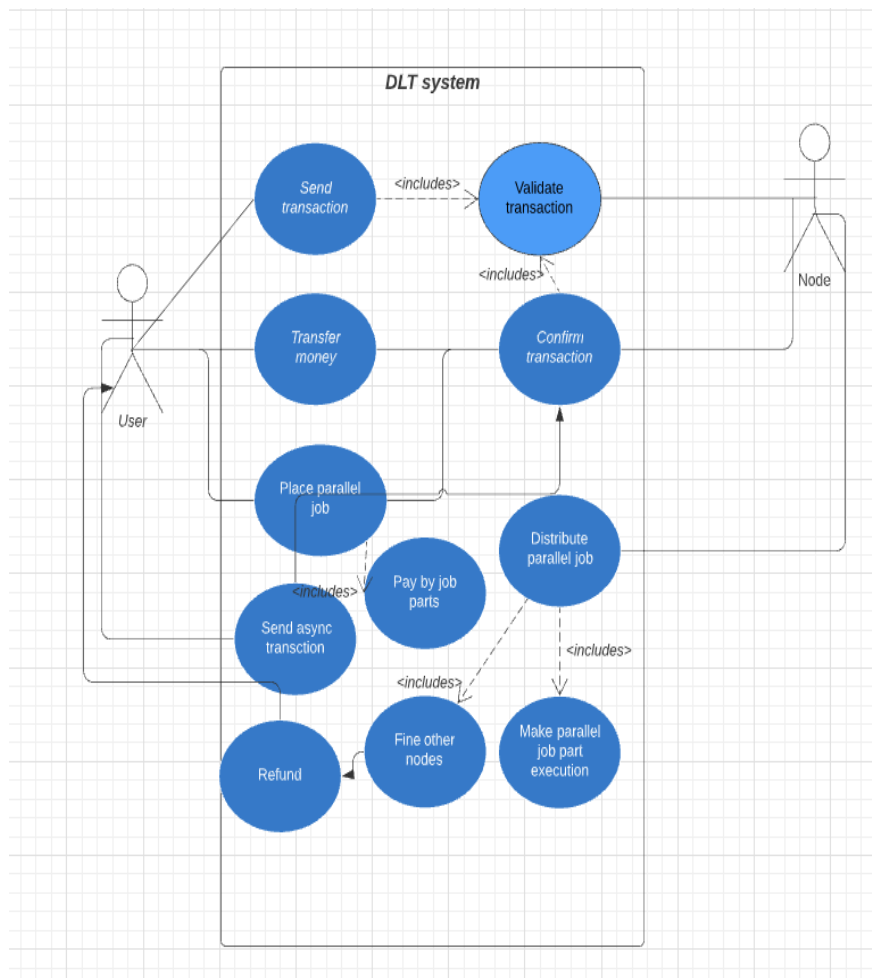 DLT system
Send
transaction
<includes>
Validate
transaction
<includes>
Node
Transfer
money
Confirm
transaction
User
Place parallel
job
Distribute
parallel job
<includes>
Pay by job
parts
Send async
transction
<includes>
<includes>
Fine other
nodes
Make parallel
job part
execution
Refund